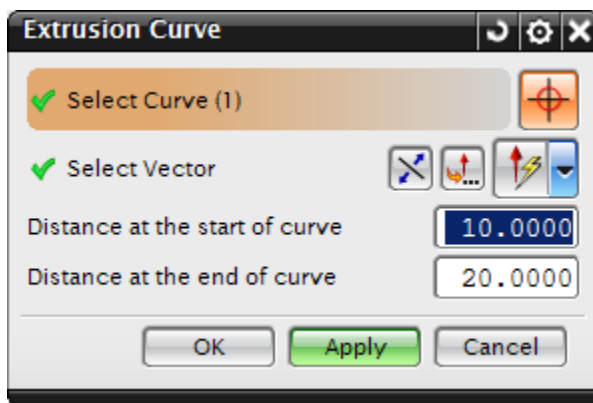 Extrusion Curve
Select Curve (1)
Select Vector
Distance at the start of curve 10.0000
Distance at the end of curve 20.0000
OK Apply Cancel